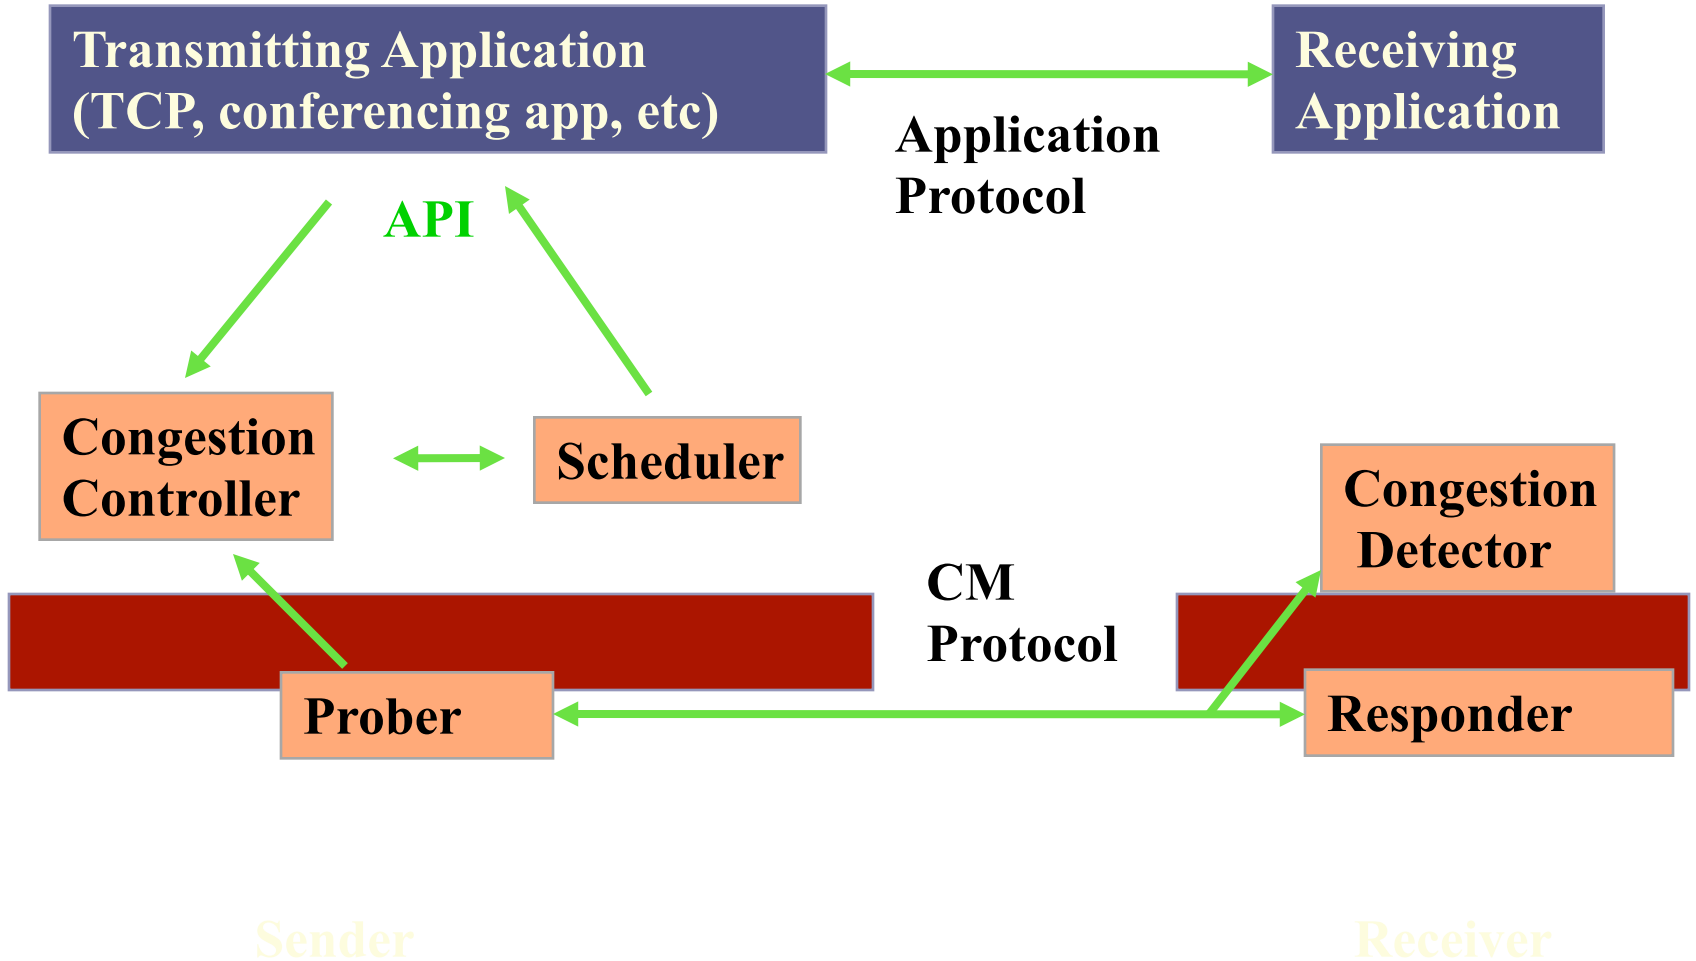 Transmitting Application
(TCP, conferencing app, etc)
Receiving
Application
Application
Protocol
API
Congestion
Controller
Scheduler
Congestion
Detector
CM
Protocol
Prober
Responder
Sender
Receiver